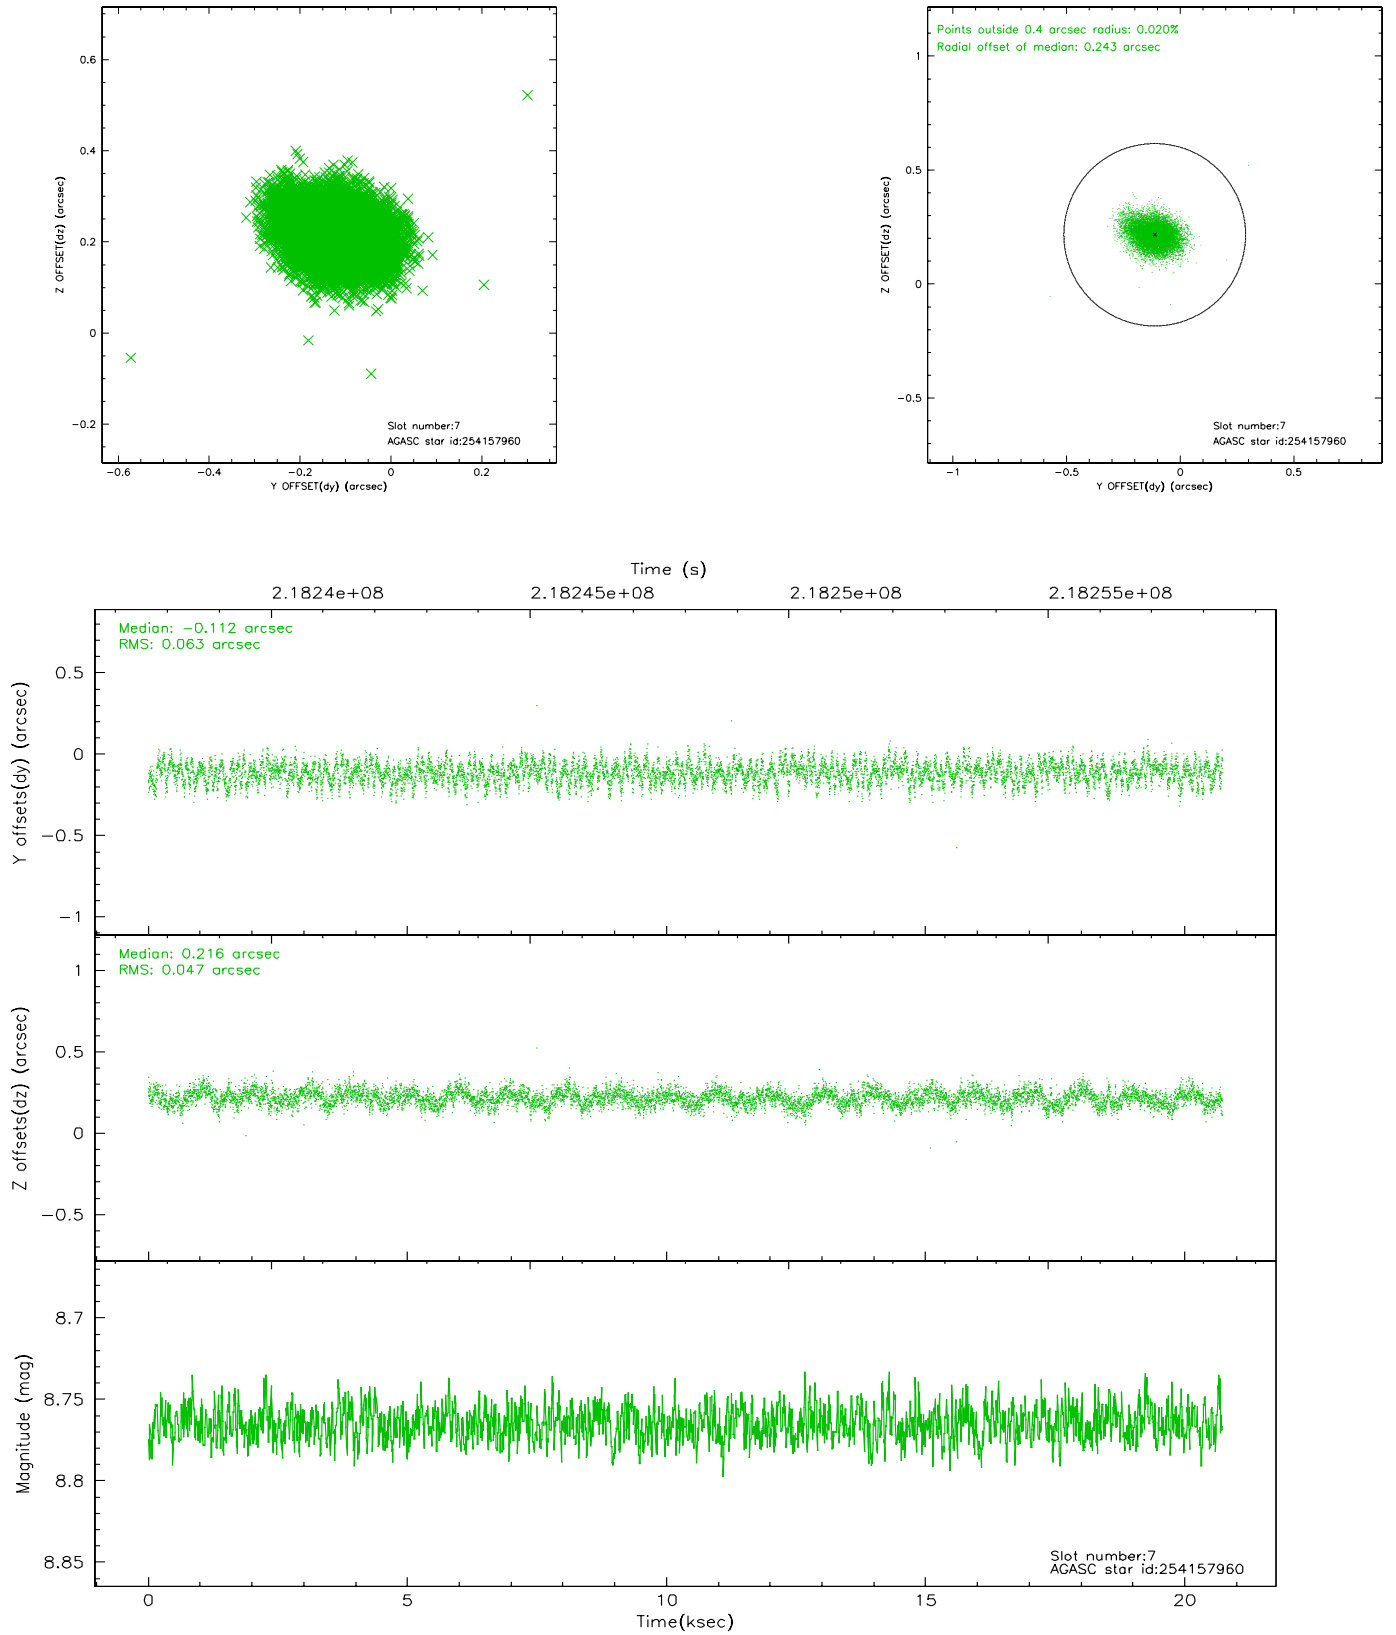 0.6
0.4
0.2
0
-0.2
Z OFFSET(dz) (arcsec)
Slot number:7
AGASC star id:254157960
-0.6 -0.4 -0.2 0 0.2
Y OFFSET(dy) (arcsec)
Points outside 0.4 arcsec radius: 0.020%
Radial offset of median: 0.243 arcsec
1
0.5
0
-0.5
Z OFFSET(dz) (arcsec)
Slot number:7
AGASC star id:254157960
-1 -0.5 0 0.5
Y OFFSET(dy) (arcsec)
Time (s)
2.1824e+08 2.18245e+08 2.1825e+08 2.18255e+08
Median: -0.112 arcsec
RMS: 0.063 arcsec
0.5
0
-0.5
-1
Y offsets(dy) (arcsec)
Median: 0.216 arcsec
RMS: 0.047 arcsec
1
0.5
0
-0.5
Z offsets(dz) (arcsec)
8.7
8.75
8.8
8.85
Magnitude (mag)
Slot number:7
AGASC star id:254157960
0 5 10 15 20
Time(ksec)